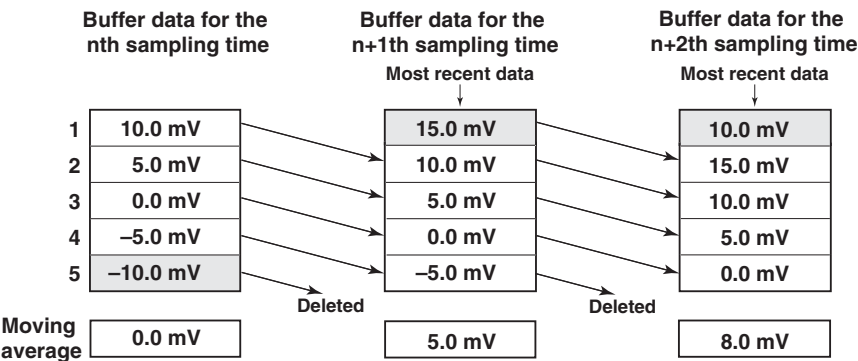 Buffer data for the
nth sampling time
Buffer data for the
n+1th sampling time
Buffer data for the
n+2th sampling time
Most recent data
Most recent data
1 10.0 mV 15.0 mV 10.0 mV
2 5.0 mV 10.0 mV 15.0 mV
3 0.0 mV 5.0 mV 10.0 mV
4 –5.0 mV 0.0 mV 5.0 mV
5 –10.0 mV –5.0 mV 0.0 mV
Deleted Deleted
Moving
average 0.0 mV 5.0 mV 8.0 mV